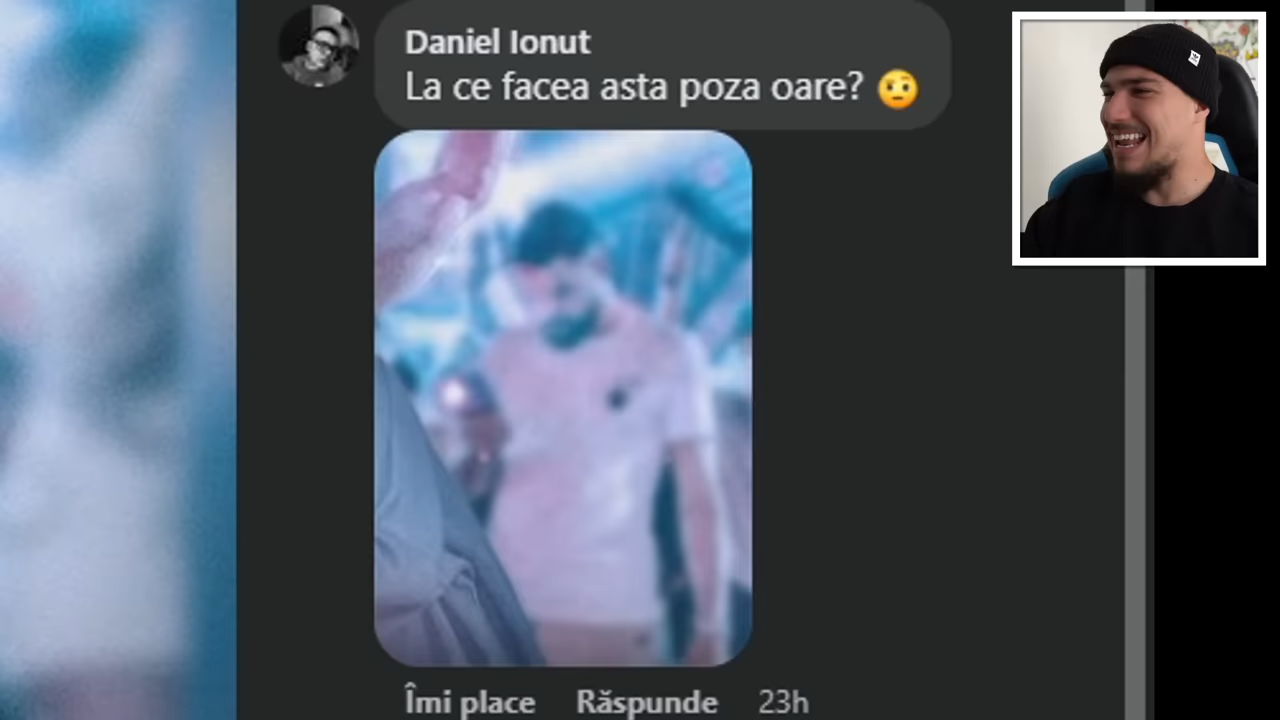 Daniel Ionut
La ce facea asta poza oare? 🤨
Îmi place Răspunde 23h